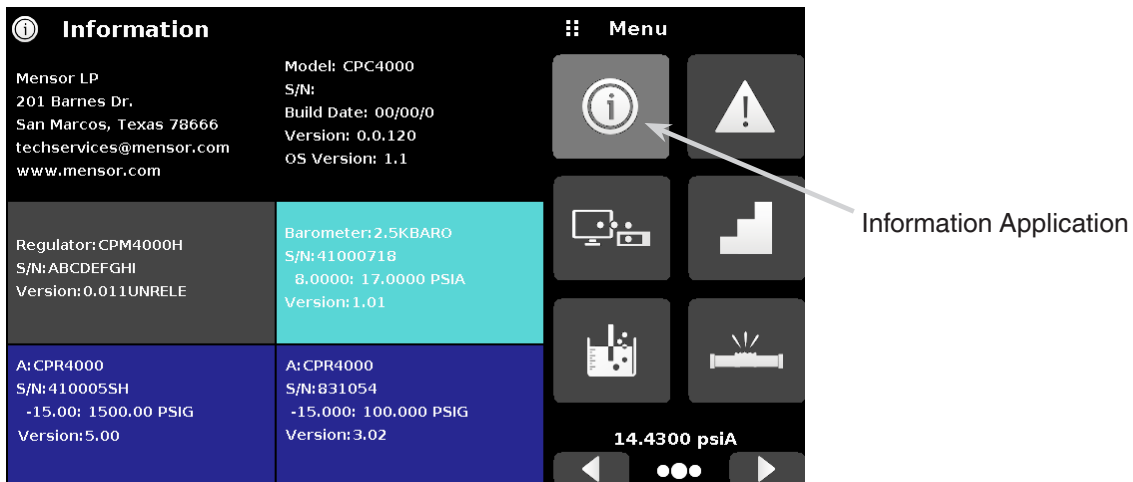 Information
Mensor LP
201 Barnes Dr.
San Marcos, Texas 78666
techservices@mensor.com
www.mensor.com
Model: CPC4000
S/N:
Build Date: 00/00/0
Version: 0.0.120
OS Version: 1.1
Regulator:CPM4000H
S/N:ABCDEFGHI
Version:0.011UNRELE
Barometer:2.5KBARO
S/N:41000718
8.0000: 17.0000 PSIA
Version:1.01
A:CPR4000
S/N:410005SH
-15.00: 1500.00 PSIG
Version:5.00
A:CPR4000
S/N:831054
-15.000: 100.000 PSIG
Version:3.02
Menu
14.4300 psiA
Information Application